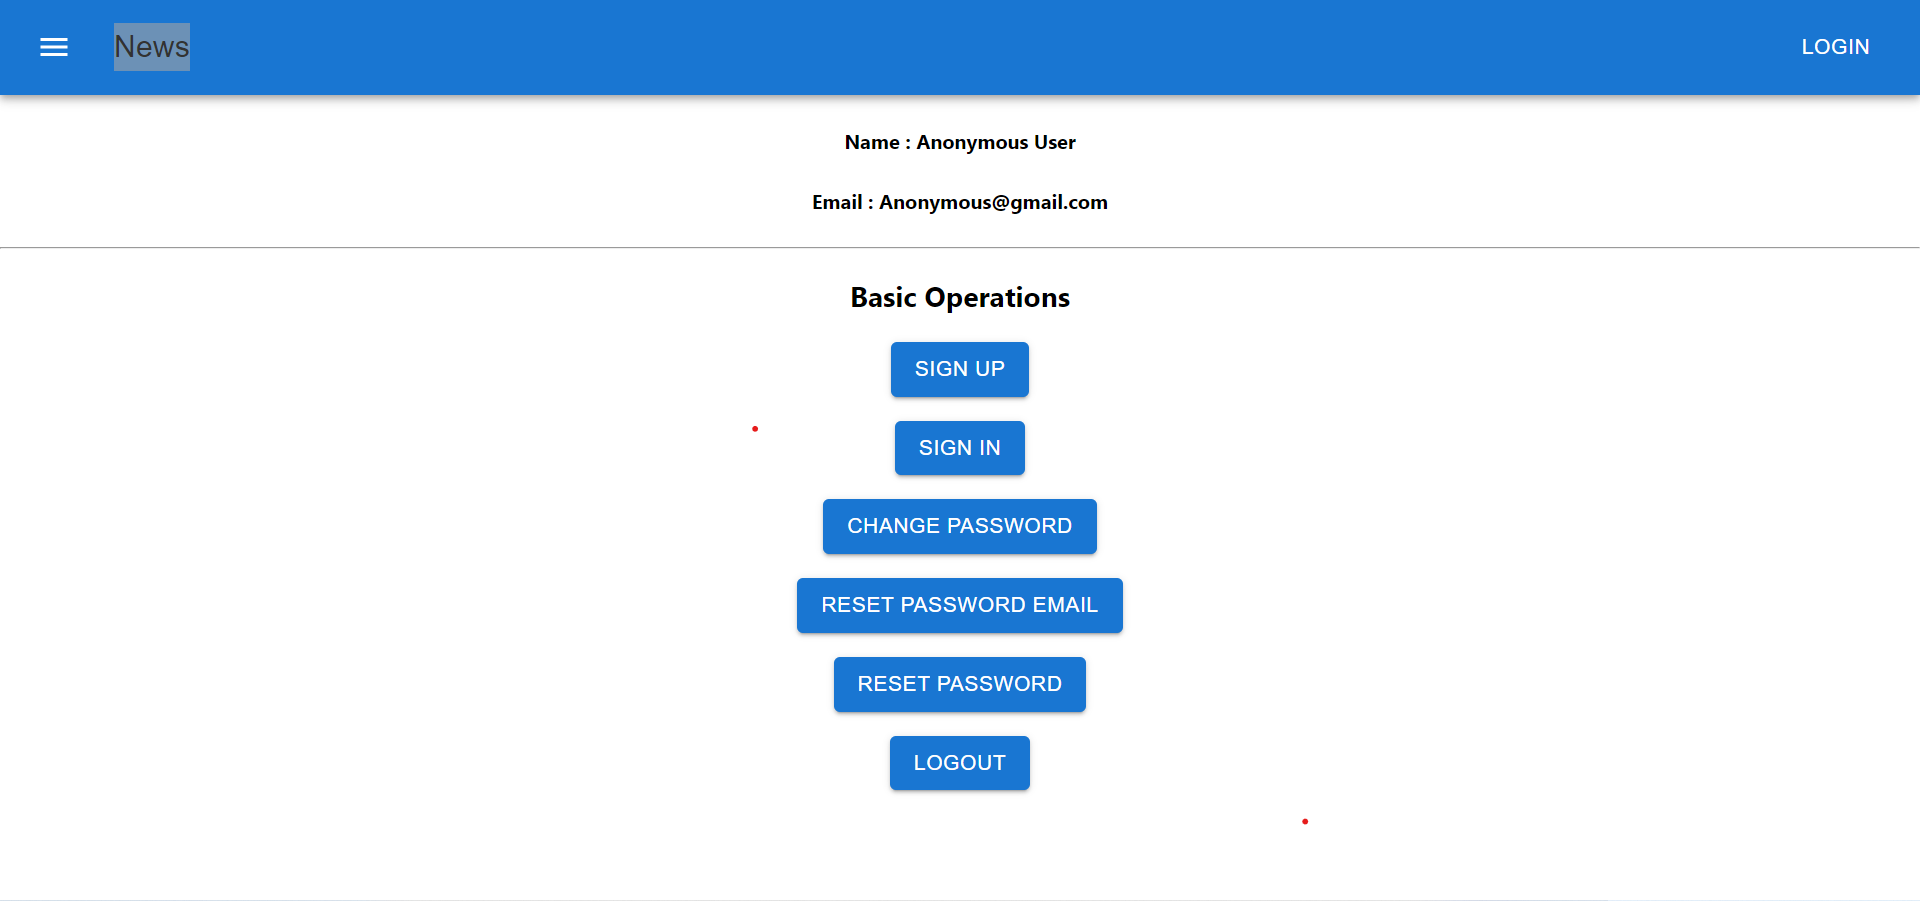 News
LOGIN
Name : Anonymous User
Email : Anonymous@gmail.com
Basic Operations
SIGN UP
SIGN IN
CHANGE PASSWORD
RESET PASSWORD EMAIL
RESET PASSWORD
LOGOUT